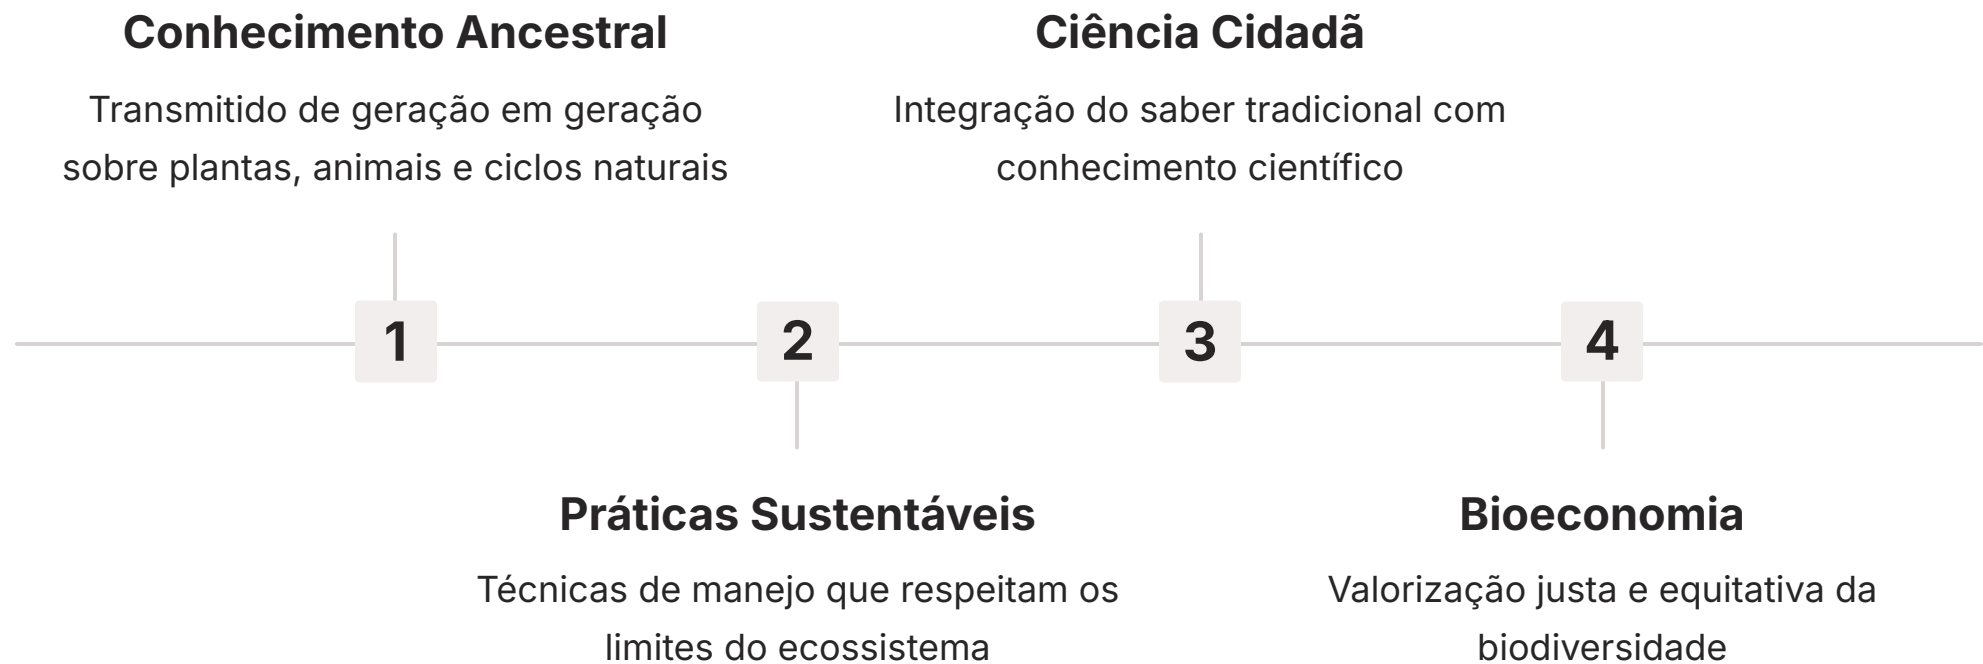 Conhecimento Ancestral
Transmitido de geração em geração
sobre plantas, animais e ciclos naturais
Ciência Cidadã
Integração do saber tradicional com
conhecimento científico
1
2
3
4
Práticas Sustentáveis
Técnicas de manejo que respeitam os
limites do ecossistema
Bioeconomia
Valorização justa e equitativa da
biodiversidade